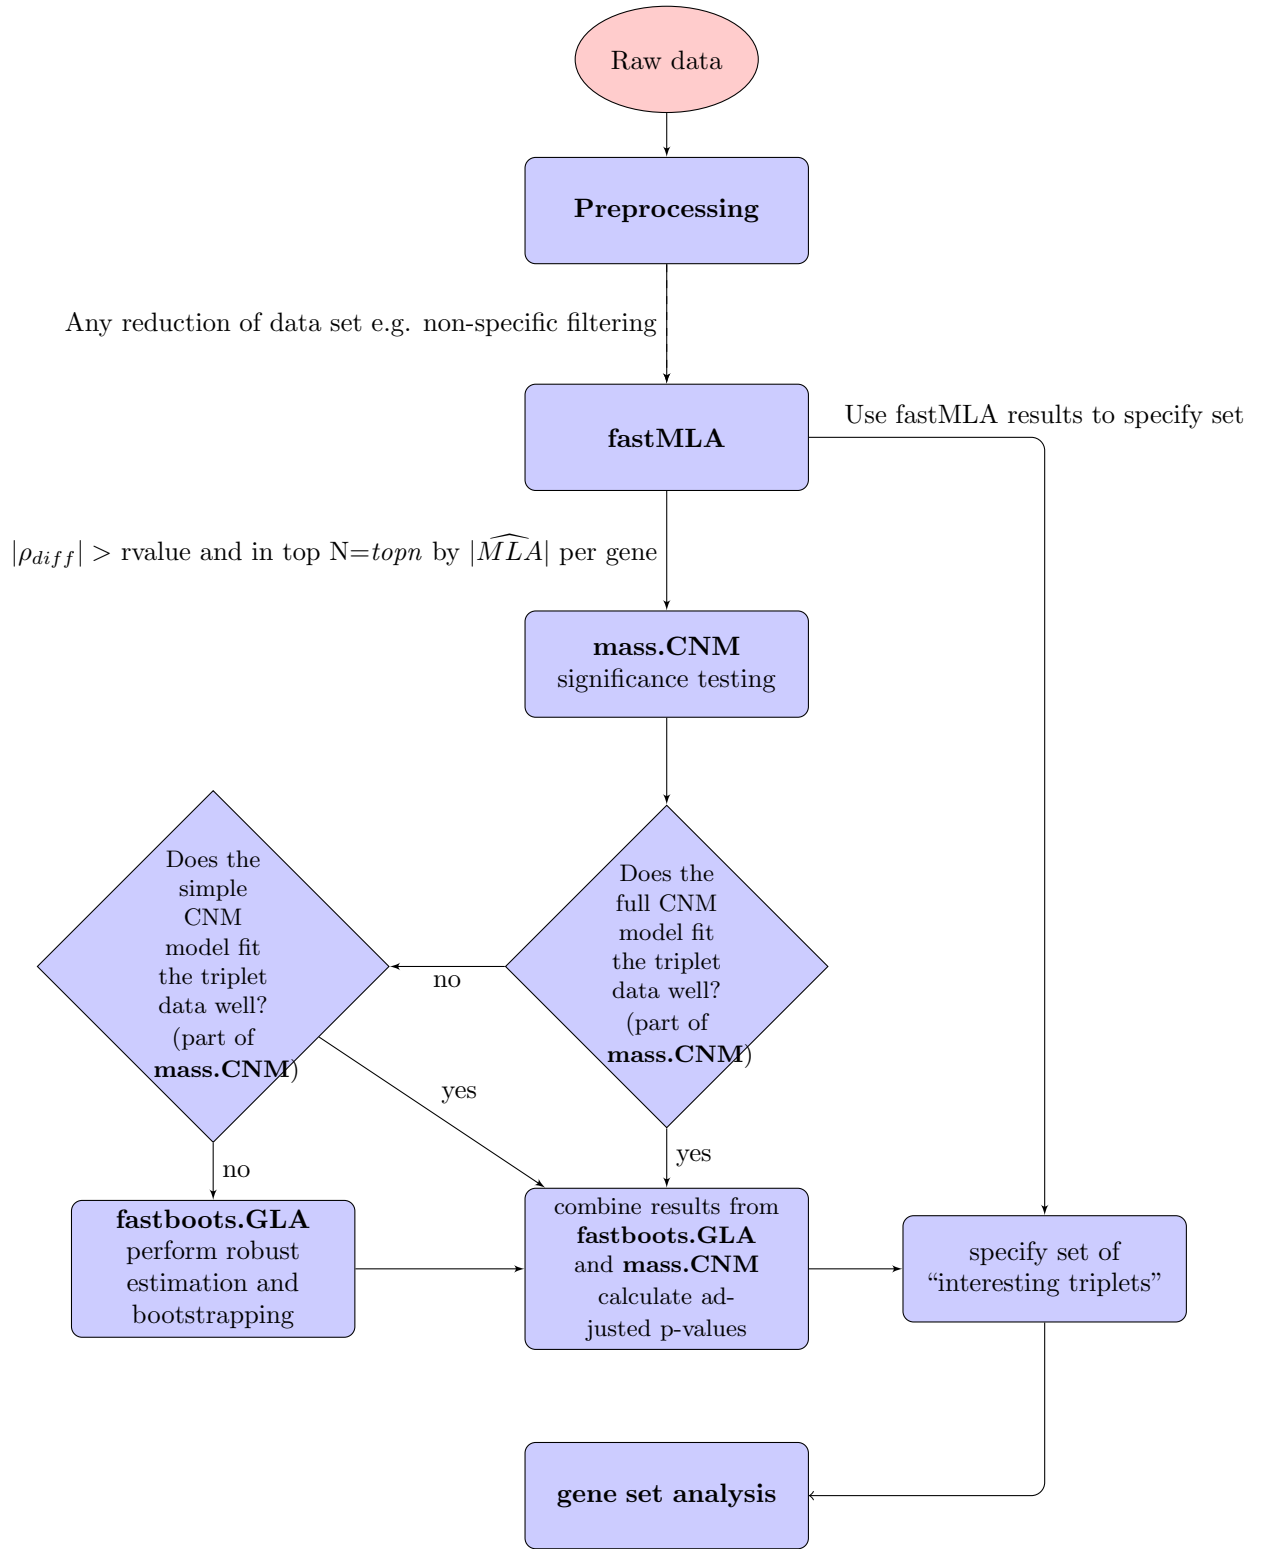 Raw data
Preprocessing
Any reduction of data set e.g. non-specific filtering
Use fastMLA results to specify set
fastMLA
|ρ_{diff}| > rvalue and in top N=topn by |\widehat{MLA}| per gene
mass.CNM
significance testing
Does the
simple
CNM
model fit
the triplet
data well?
(part of
mass.CNM)
Does the
full CNM
model fit
the triplet
data well?
(part of
mass.CNM)
no
yes
yes
no
fastboots.GLA
perform robust
estimation and
bootstrapping
combine results from
fastboots.GLA
and mass.CNM
calculate ad-
justed p-values
specify set of
“interesting triplets”
gene set analysis